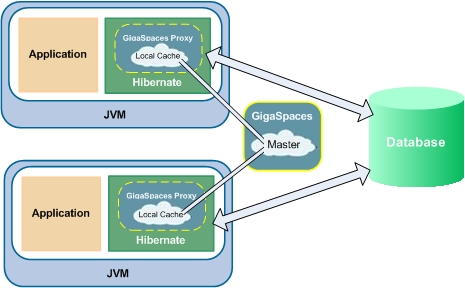 GigaSpaces Proxy
Application
Local Cache
Hibernate
JVM
GigaSpaces
Master
Database
GigaSpaces Proxy
Application
Local Cache
Hibernate
JVM